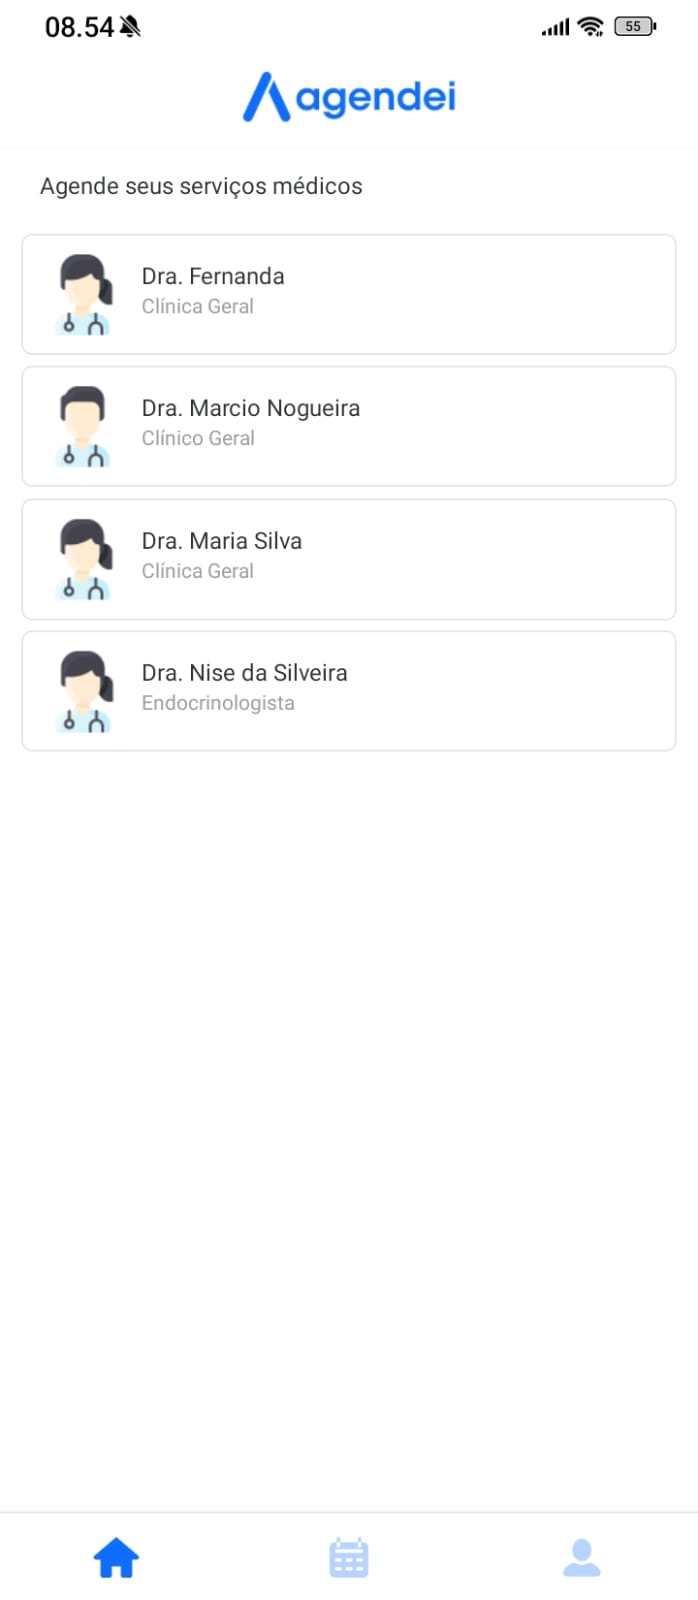 08.54
55
agendei
Agende seus serviços médicos
Dra. Fernanda
Clínica Geral
Dra. Marcio Nogueira
Clínico Geral
Dra. Maria Silva
Clínica Geral
Dra. Nise da Silveira
Endocrinologista